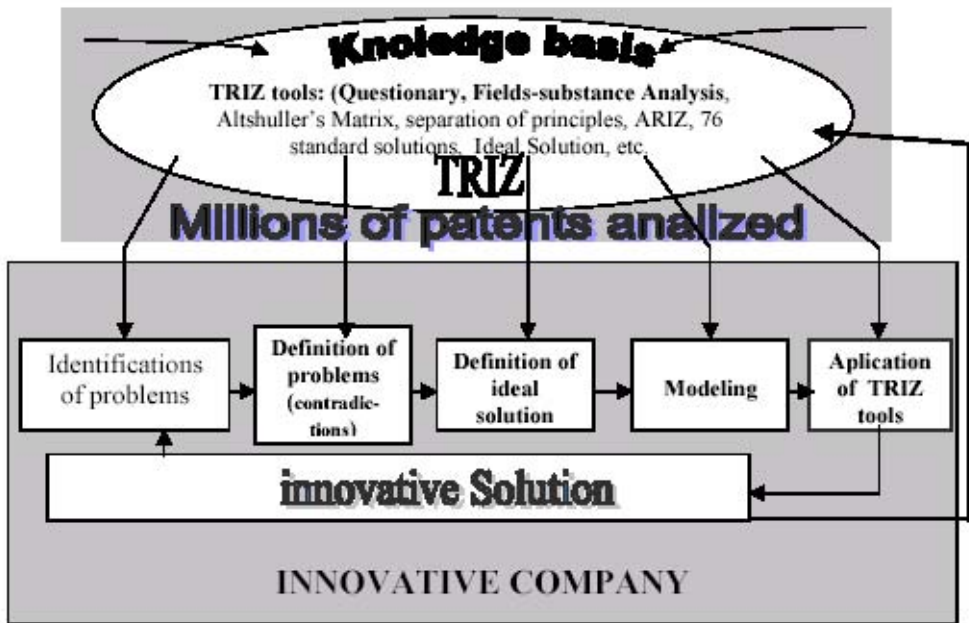 Knoledge basis
TRIZ tools: (Questionary, Fields-substance Analysis,
Altshuller's Matrix, separation of principles, ARIZ, 76
standard solutions, Ideal Solution, etc.
TRIZ
Millions of patents analized
Identifications
of problems
Definition of
problems
(contradic-
tions)
Definition of
ideal
solution
Modeling
Aplication
of TRIZ
tools
innovative Solution
INNOVATIVE COMPANY